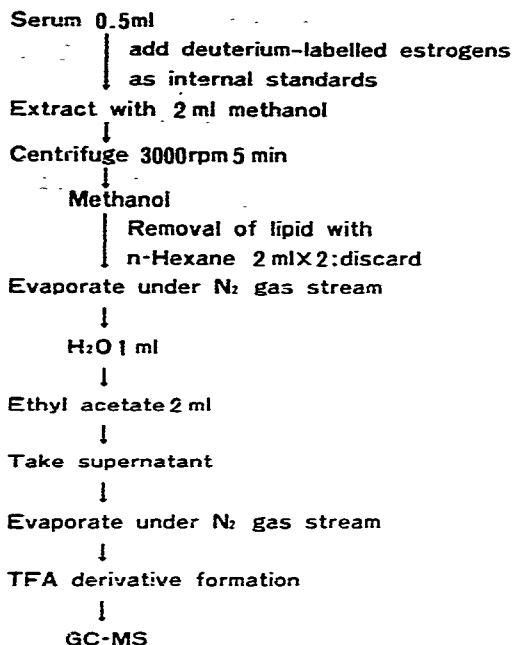 Serum 0.5ml
add deuterium-labelled estrogens
as internal standards
Extract with 2 ml methanol
Centrifuge 3000rpm 5 min
Methanol
Removal of lipid with
n-Hexane 2 ml×2:discard
Evaporate under N₂ gas stream
H₂O 1 ml
Ethyl acetate 2 ml
Take supernatant
Evaporate under N₂ gas stream
TFA derivative formation
GC-MS